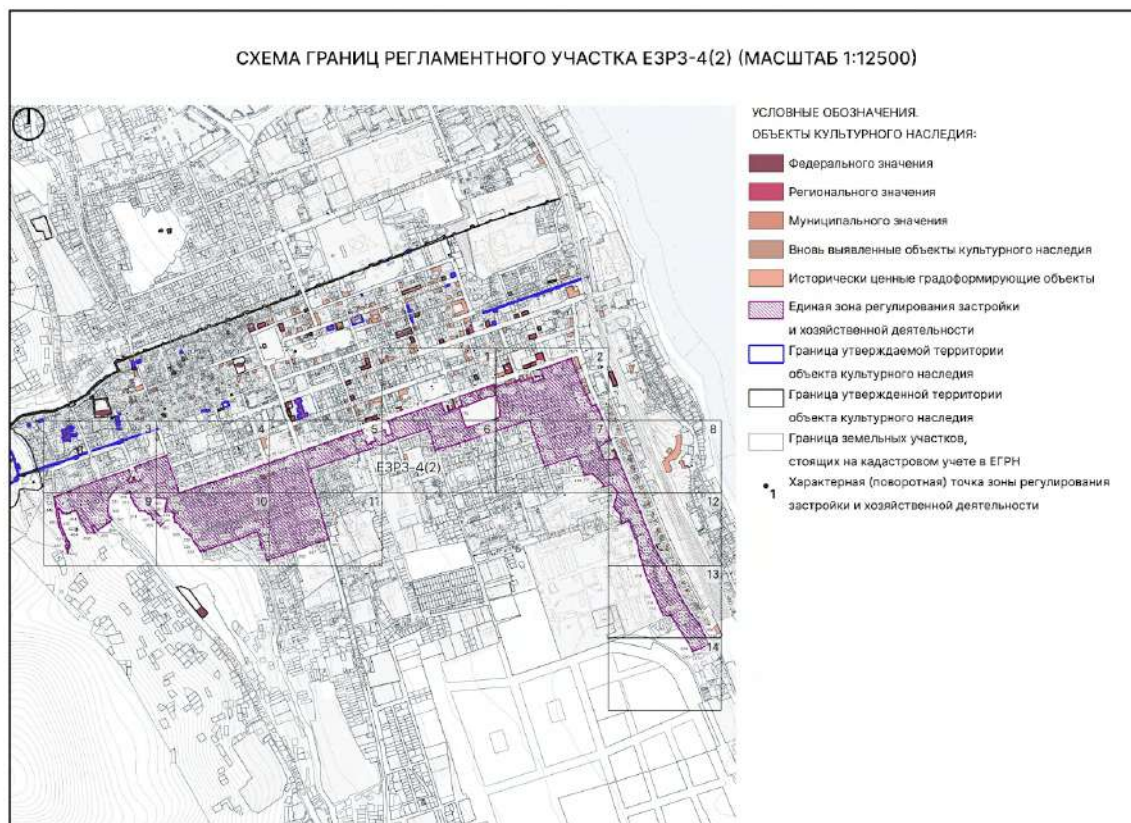 СХЕМА ГРАНИЦ РЕГЛАМЕНТНОГО УЧАСТКА ЕЗРЗ-4(2) (МАСШТАБ 1:12500)
УСЛОВНЫЕ ОБОЗНАЧЕНИЯ.
ОБЪЕКТЫ КУЛЬТУРНОГО НАСЛЕДИЯ:
Федерального значения
Регионального значения
Муниципального значения
Вновь выявленные объекты культурного наследия
Исторически ценные градоформирующие объекты
Единая зона регулирования застройки
и хозяйственной деятельности
Граница утверждаемой территории
объекта культурного наследия
Граница утвержденной территории
объекта культурного наследия
Граница земельных участков,
стоящих на кадастровом учете в ЕГРН
1 Характерная (поворотная) точка зоны регулирования
застройки и хозяйственной деятельности
1 2
3 4 5 6 7 8
ЕЗРЗ-4(2)
9 10 11 12
13
14